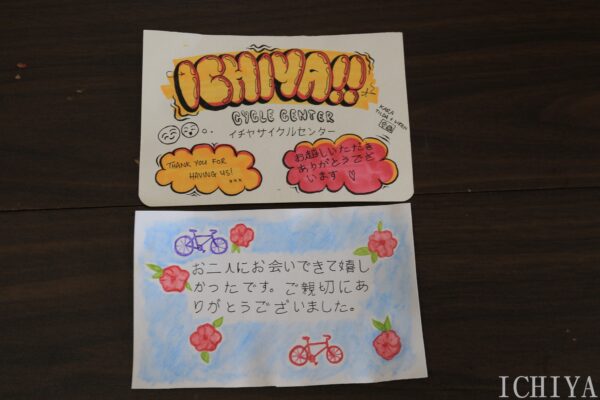 ICHIYA!!
CYCLE CENTER
イチヤサイクルセンター
KARA
THANK YOU FOR
HAVING US!
お越しいただき
ありがとうござ
います
お二人にお会いできて嬉し
かったです。ご親切にあ
りがとうございました。
ICHIYA